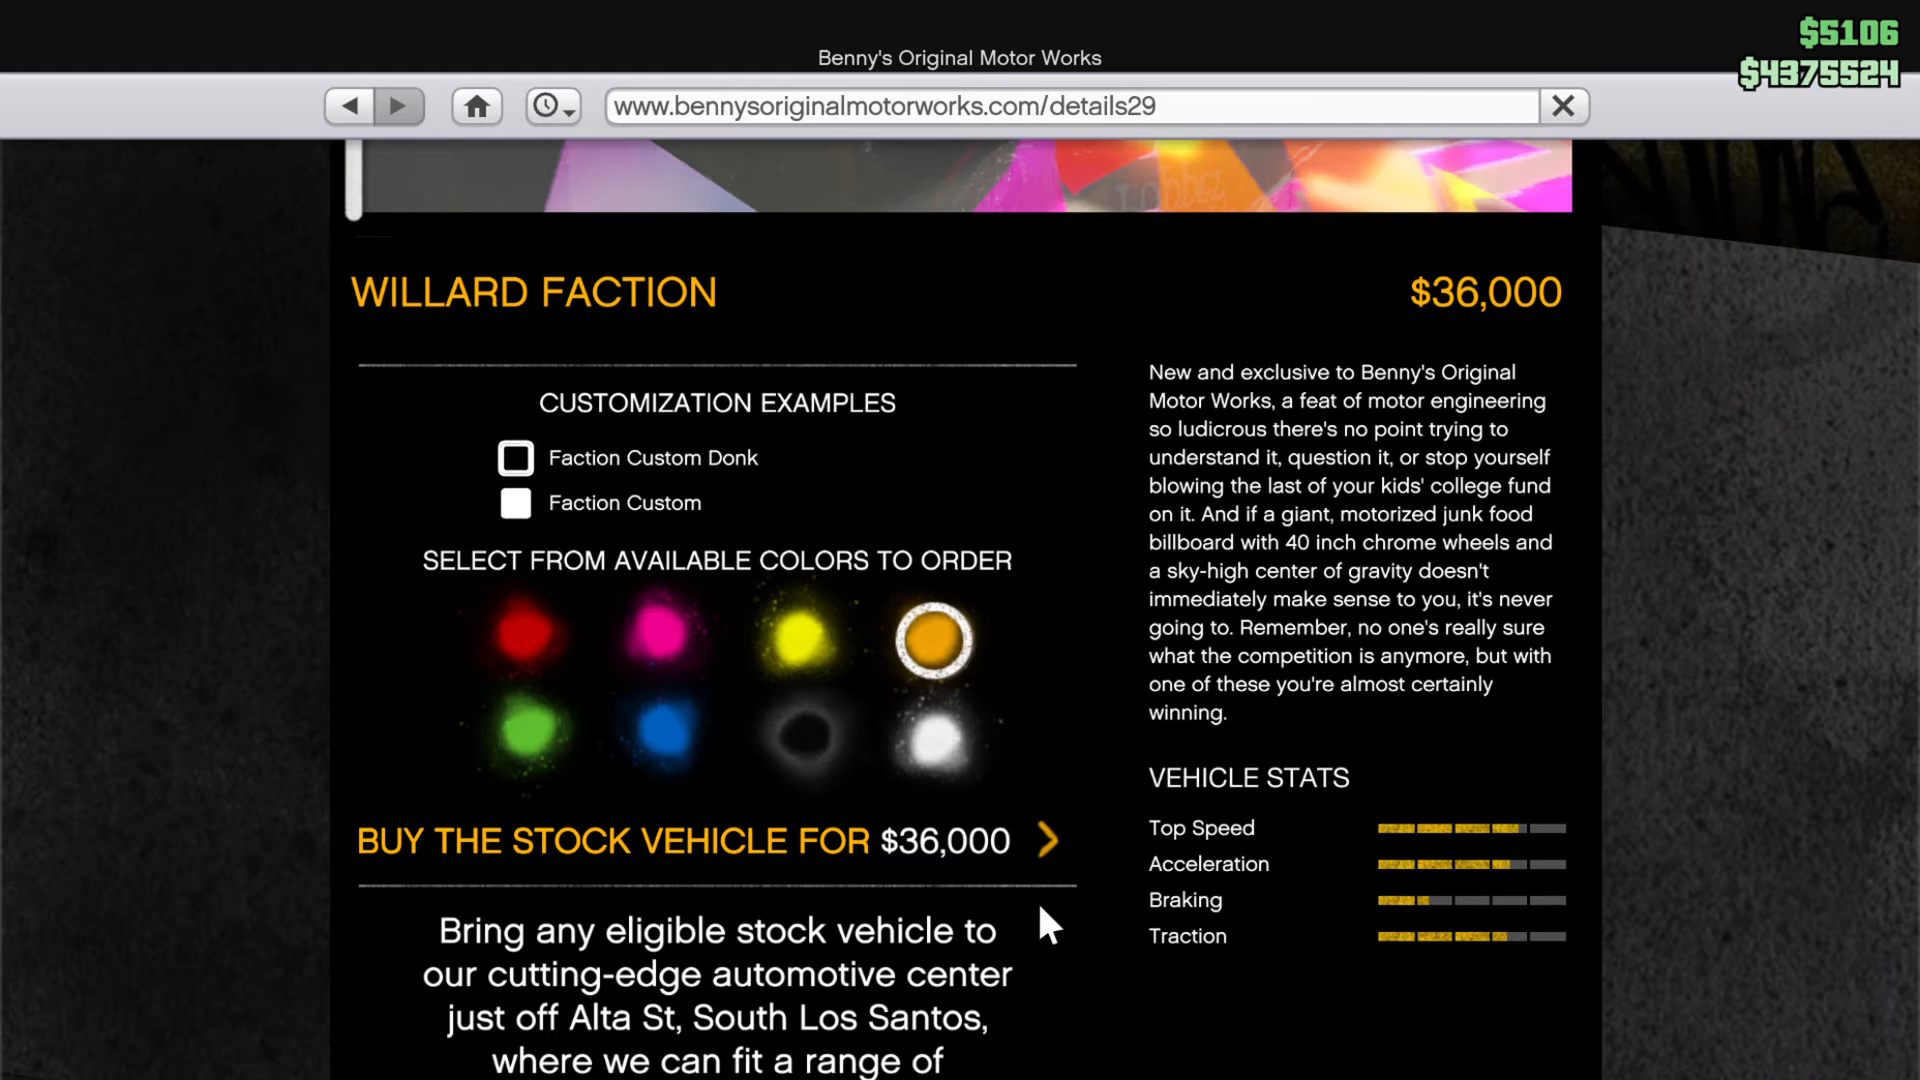 $5106
Benny's Original Motor Works
$4375524
www.bennysoriginalmotorworks.com/details29
WILLARD FACTION
$36,000
CUSTOMIZATION EXAMPLES
Faction Custom Donk
Faction Custom
SELECT FROM AVAILABLE COLORS TO ORDER
BUY THE STOCK VEHICLE FOR $36,000
Bring any eligible stock vehicle to
our cutting-edge automotive center
just off Alta St, South Los Santos,
where we can fit a range of
New and exclusive to Benny's Original
Motor Works, a feat of motor engineering
so ludicrous there's no point trying to
understand it, question it, or stop yourself
blowing the last of your kids' college fund
on it. And if a giant, motorized junk food
billboard with 40 inch chrome wheels and
a sky-high center of gravity doesn't
immediately make sense to you, it's never
going to. Remember, no one's really sure
what the competition is anymore, but with
one of these you're almost certainly
winning.
VEHICLE STATS
Top Speed
Acceleration
Braking
Traction